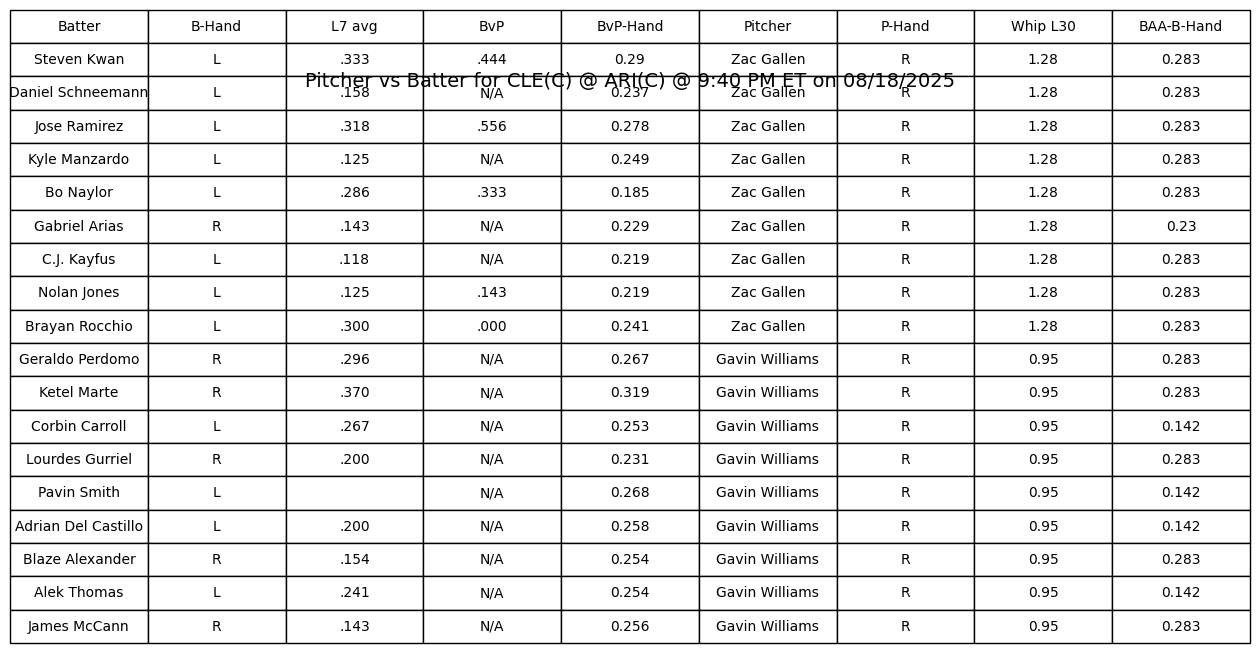 Batter B-Hand L7 avg BvP BvP-Hand Pitcher P-Hand Whip L30 BAA-B-Hand
Steven Kwan L .333 .444 0.29 Zac Gallen R 1.28 0.283
Pitcher vs Batter for CLE(C) @ ARI(C) @ 9:40 PM ET on 08/18/2025
Daniel Schneemann L .158 N/A 0.237 Zac Gallen R 1.28 0.283
Jose Ramirez L .318 .556 0.278 Zac Gallen R 1.28 0.283
Kyle Manzardo L .125 N/A 0.249 Zac Gallen R 1.28 0.283
Bo Naylor L .286 .333 0.185 Zac Gallen R 1.28 0.283
Gabriel Arias R .143 N/A 0.229 Zac Gallen R 1.28 0.23
C.J. Kayfus L .118 N/A 0.219 Zac Gallen R 1.28 0.283
Nolan Jones L .125 .143 0.219 Zac Gallen R 1.28 0.283
Brayan Rocchio L .300 .000 0.241 Zac Gallen R 1.28 0.283
Geraldo Perdomo R .296 N/A 0.267 Gavin Williams R 0.95 0.283
Ketel Marte R .370 N/A 0.319 Gavin Williams R 0.95 0.283
Corbin Carroll L .267 N/A 0.253 Gavin Williams R 0.95 0.142
Lourdes Gurriel R .200 N/A 0.231 Gavin Williams R 0.95 0.283
Pavin Smith L N/A 0.268 Gavin Williams R 0.95 0.142
Adrian Del Castillo L .200 N/A 0.258 Gavin Williams R 0.95 0.142
Blaze Alexander R .154 N/A 0.254 Gavin Williams R 0.95 0.283
Alek Thomas L .241 N/A 0.254 Gavin Williams R 0.95 0.142
James McCann R .143 N/A 0.256 Gavin Williams R 0.95 0.283